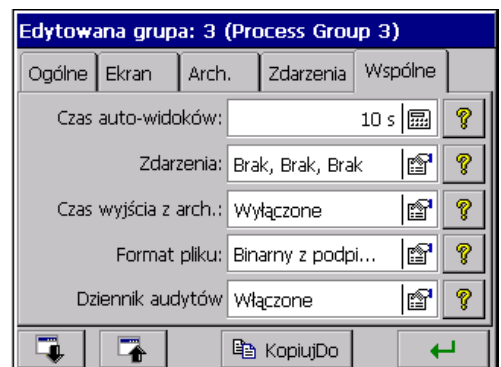 Edytowana grupa: 3 (Process Group 3)
Ogólne Ekran Arch. Zdarzenia Wspólne
Czas auto-widoków: 10 s
Zdarzenia: Brak, Brak, Brak
Czas wyjścia z arch.: Wyłączone
Format pliku: Binarny z podpi...
Dziennik audytów Włączone
KopiujDo